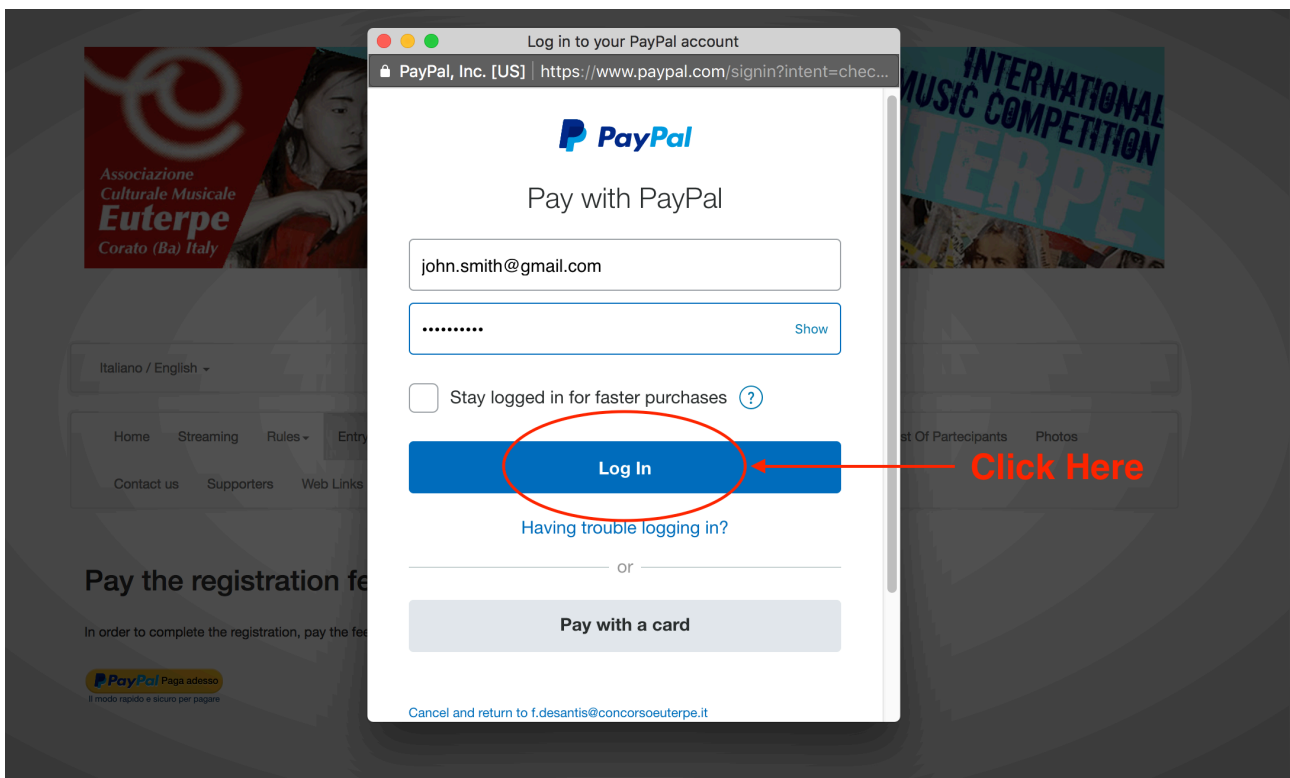 Log in to your PayPal account
PayPal, Inc. [US] | https://www.paypal.com/signin?intent=chec...
PayPal
Pay with PayPal
john.smith@gmail.com
•••••••••• Show
Stay logged in for faster purchases ?
Log In
Click Here
Having trouble logging in?
or
Pay with a card
Cancel and return to f.desantis@concorsoeuterpe.it
Associazione
Culturale Musicale
Euterpe
Corato (Ba) Italy
INTERNATIONAL
MUSIC COMPETITION
UTERPE
Italiano / English
Home Streaming Rules Entry st Of Partecipants Photos
Contact us Supporters Web Links
Pay the registration fe
In order to complete the registration, pay the fee
PayPal Paga adesso
Il modo rapido e sicuro per pagare